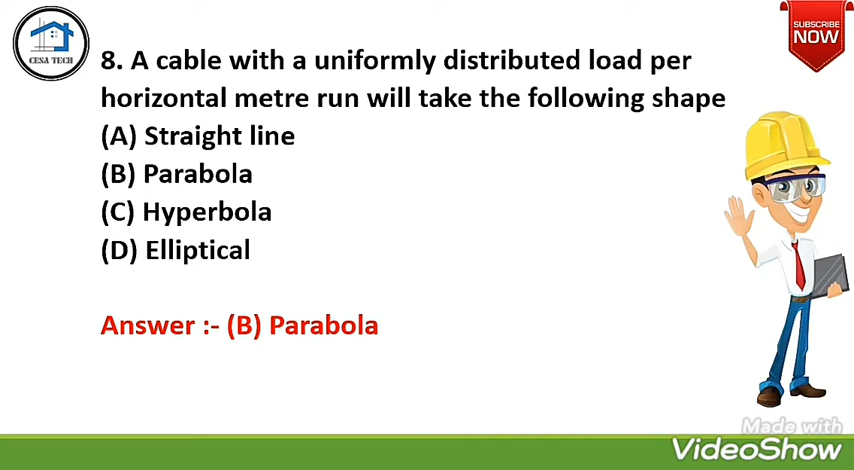 CESA TECH
SUBSCRIBE
NOW
8. A cable with a uniformly distributed load per
horizontal metre run will take the following shape
(A) Straight line
(B) Parabola
(C) Hyperbola
(D) Elliptical
Answer :- (B) Parabola
Made with
VideoShow